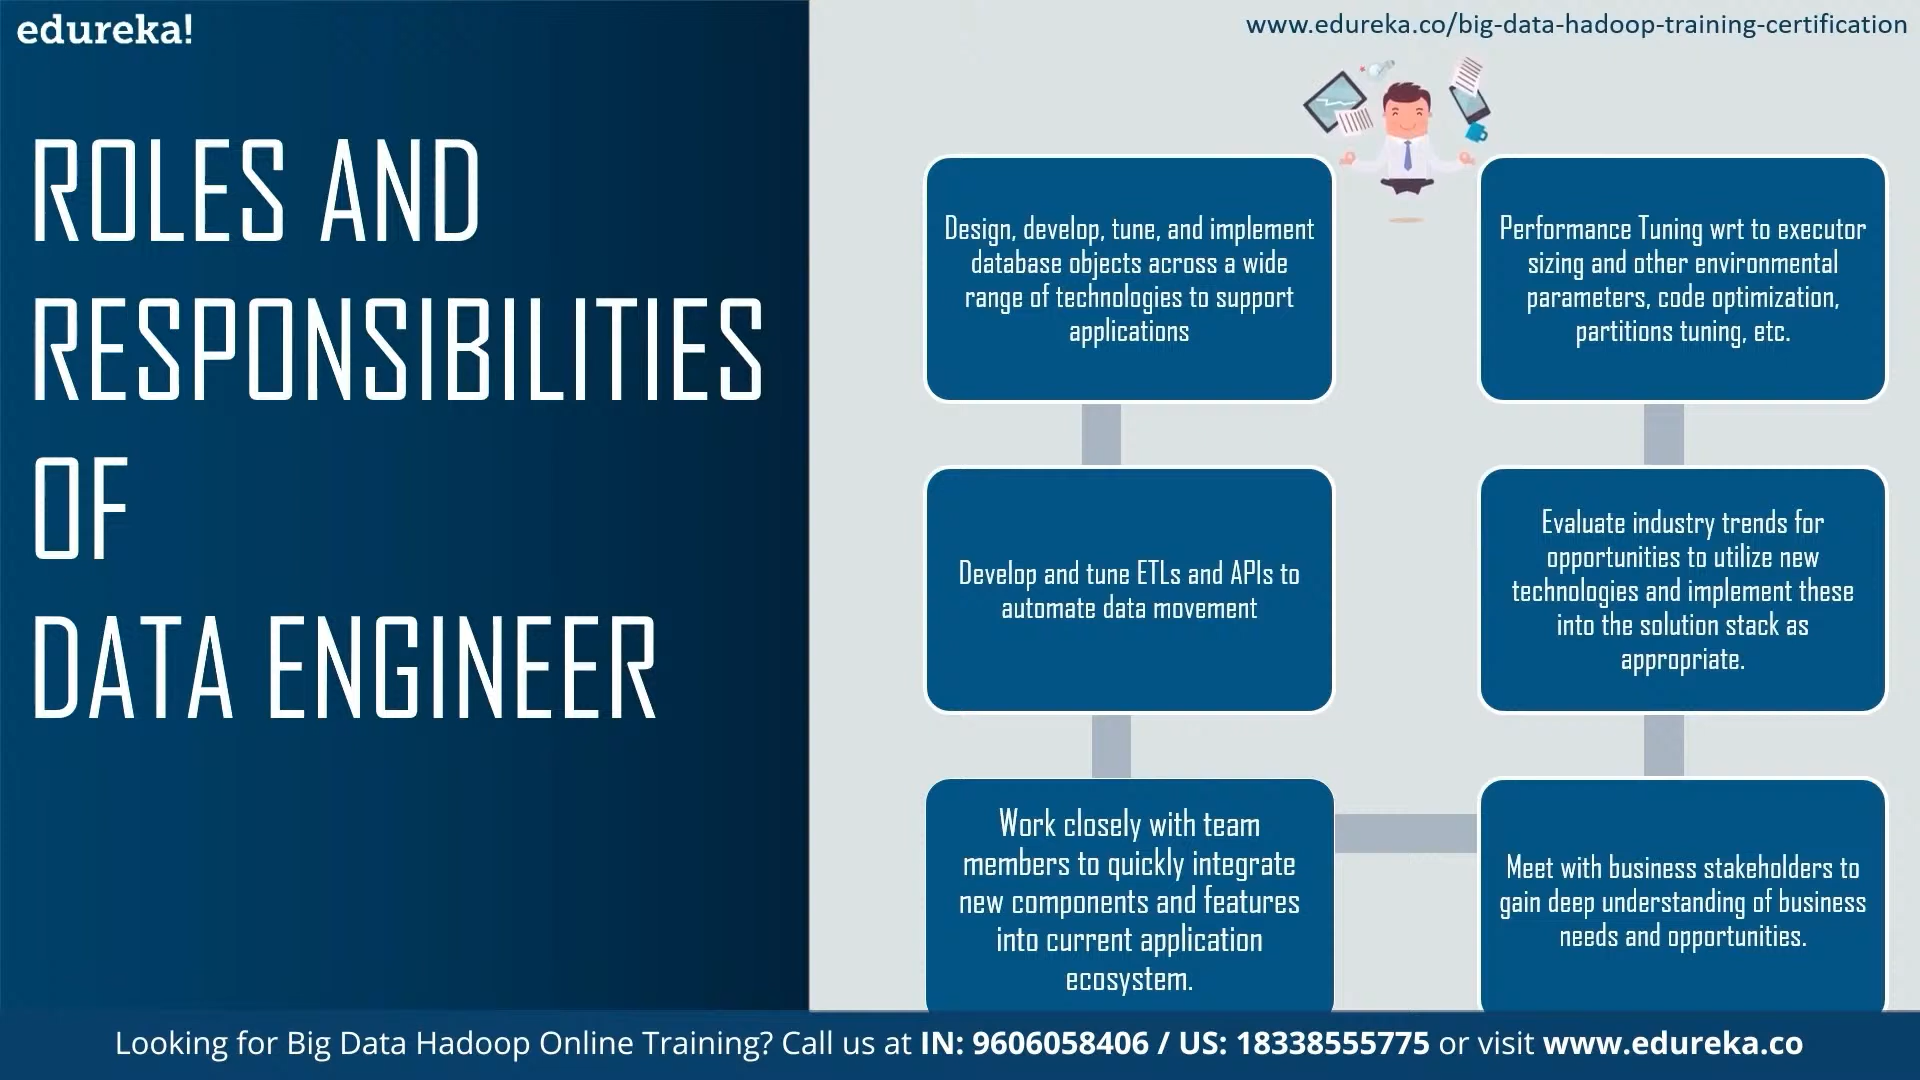 edureka!
www.edureka.co/big-data-hadoop-training-certification
ROLES AND
RESPONSIBILITIES
OF
DATA ENGINEER
Design, develop, tune, and implement
database objects across a wide
range of technologies to support
applications
Develop and tune ETLs and APIs to
automate data movement
Work closely with team
members to quickly integrate
new components and features
into current application
ecosystem.
Meet with business stakeholders to
gain deep understanding of business
needs and opportunities.
Evaluate industry trends for
opportunities to utilize new
technologies and implement these
into the solution stack as
appropriate.
Performance Tuning wrt to executor
sizing and other environmental
parameters, code optimization,
partitions tuning, etc.
Looking for Big Data Hadoop Online Training? Call us at IN: 9606058406 / US: 18338555775 or visit www.edureka.co